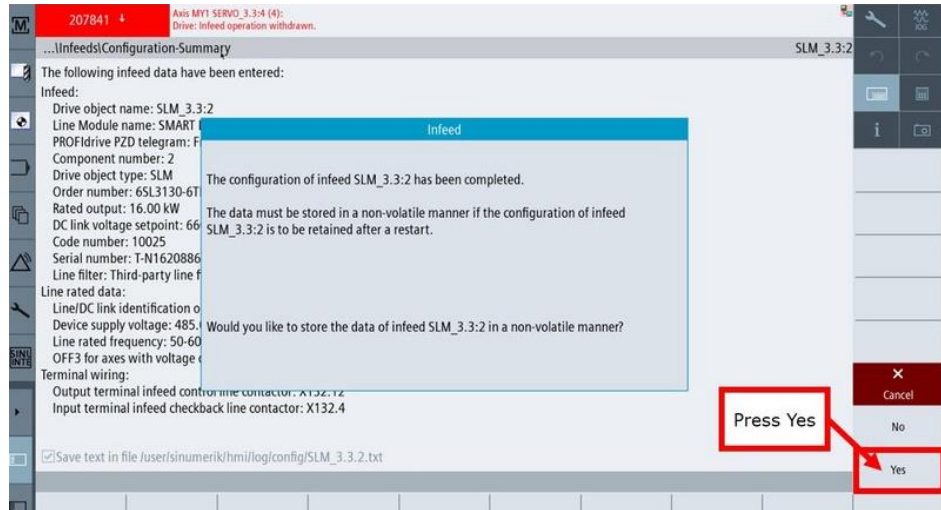 207841
Axis MY1 SERVO_3.3:4 (4):
Drive: Infeed operation withdrawn.
M
JOG
...\Infeeds\Configuration-Summary
SLM_3.3:2
The following infeed data have been entered:
Infeed:
Drive object name: SLM_3.3:2
Line Module name: SMART
PROFIdrive PZD telegram:
Component number: 2
Drive object type: SLM
Order number: 6SL3130-6T
Rated output: 16.00 kW
DC link voltage setpoint: 66
Code number: 10025
Serial number: T-N1620886
Line filter: Third-party line f
Line rated data:
Line/DC link identification o
Device supply voltage: 485.
Line rated frequency: 50-60
OFF3 for axes with voltage
Terminal wiring:
Output terminal infeed control line contactor: X132.12
Input terminal infeed checkback line contactor: X132.4
Save text in file /user/sinumerik/hmi/log/config/SLM_3.3.2.txt
Infeed
The configuration of infeed SLM_3.3:2 has been completed.
The data must be stored in a non-volatile manner if the configuration of infeed
SLM_3.3:2 is to be retained after a restart.
Would you like to store the data of infeed SLM_3.3:2 in a non-volatile manner?
Press Yes
i
SINU
INTE
Cancel
No
Yes